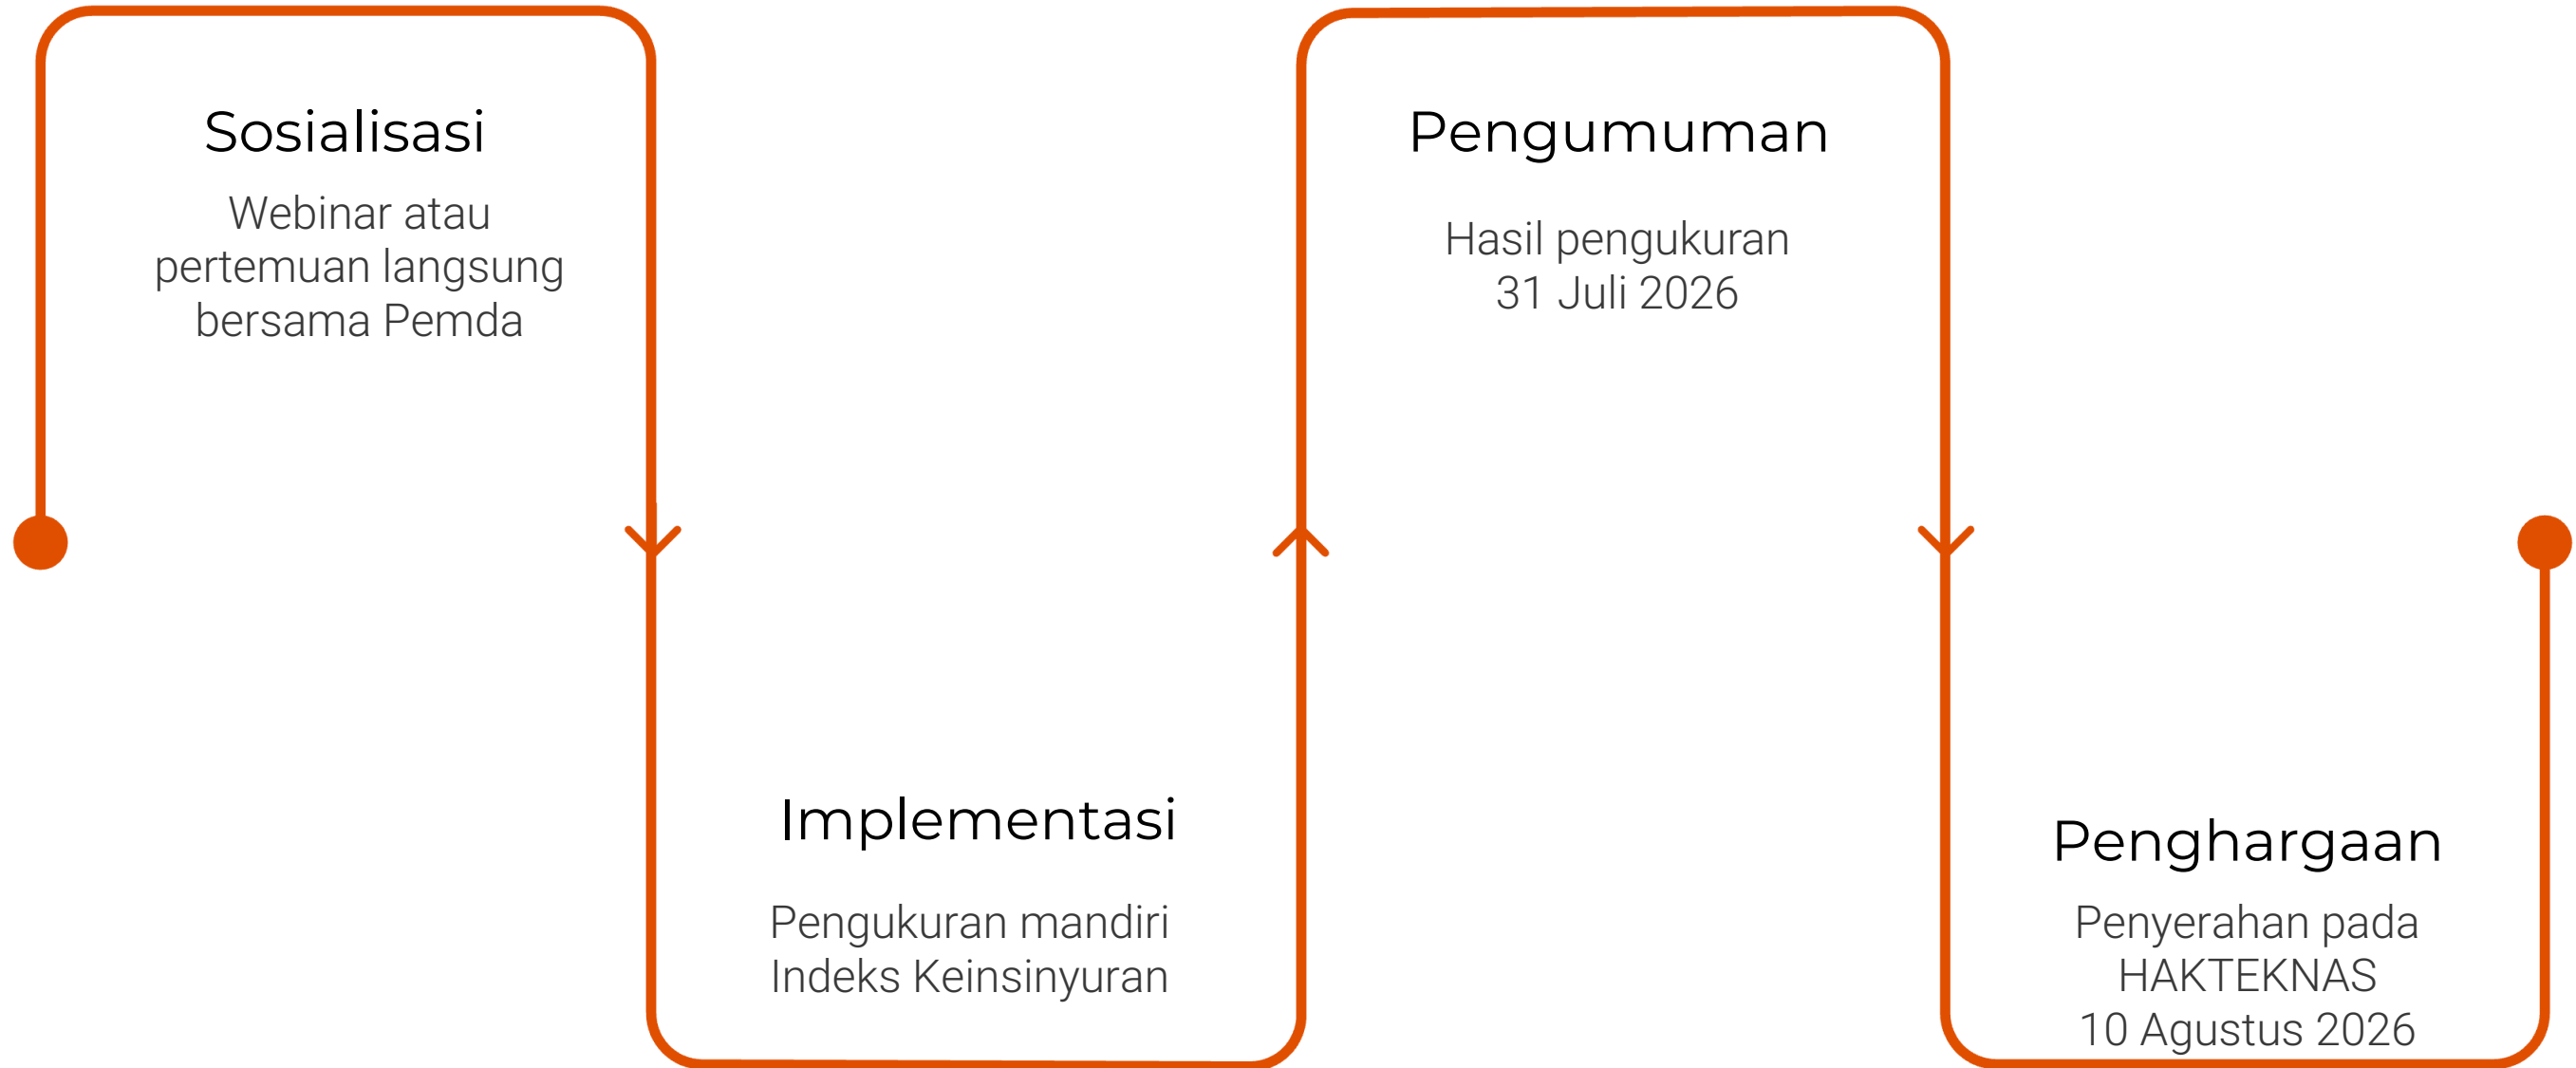 Sosialisasi
Webinar atau
pertemuan langsung
bersama Pemda
Implementasi
Pengukuran mandiri
Indeks Keinsinyuran
Pengumuman
Hasil pengukuran
31 Juli 2026
Penghargaan
Penyerahan pada
HAKTEKNAS
10 Agustus 2026